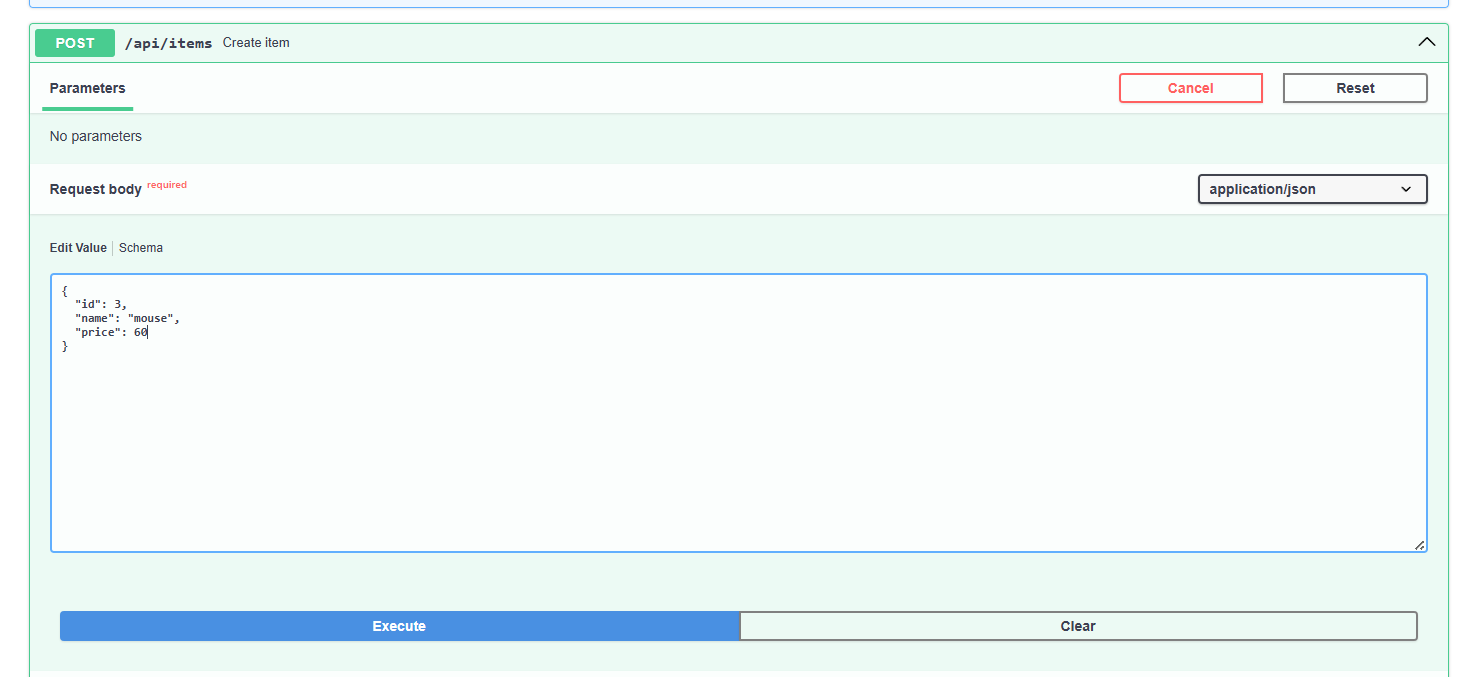 POST /api/items Create item
Parameters
Cancel
Reset
No parameters
Request body required
application/json
Edit Value | Schema
{
  "id": 3,
  "name": "mouse",
  "price": 60
}
Execute
Clear